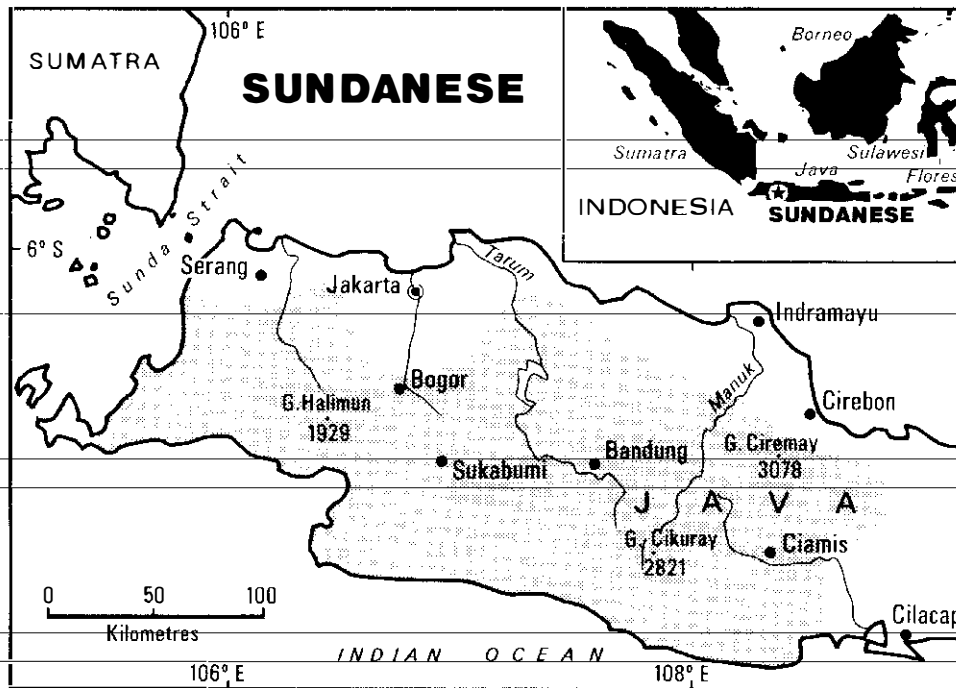 106° E
SUMATRA
SUNDANESE
Borneo
Sumatra
Sulawesi
Java
Flores
INDONESIA
SUNDANESE
Sunda Strait
6° S
Serang
Jakarta
Tarum
Indramayu
Bogor
Manuk
G. Halimun
1929
Cirebon
G. Ciremay
3078
Sukabumi
Bandung
JAVA
G. Cikuray
2821
Ciamis
0 50 100
Kilometres
Cilacap
INDIAN OCEAN
106° E
108° E